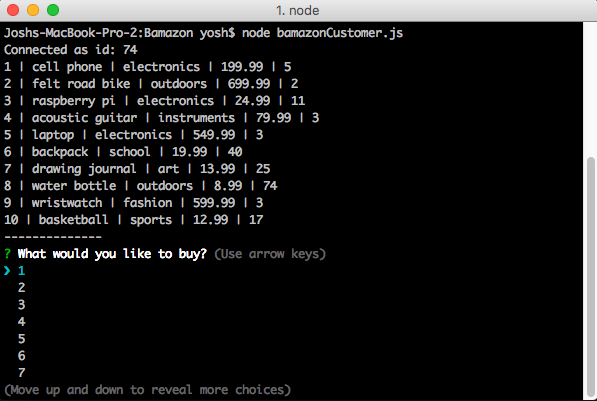 1. node
Joshs-MacBook-Pro-2:Bamazon yosh$ node bamazonCustomer.js
Connected as id: 74
1 | cell phone | electronics | 199.99 | 5
2 | felt road bike | outdoors | 699.99 | 2
3 | raspberry pi | electronics | 24.99 | 11
4 | acoustic guitar | instruments | 79.99 | 3
5 | laptop | electronics | 549.99 | 3
6 | backpack | school | 19.99 | 40
7 | drawing journal | art | 13.99 | 25
8 | water bottle | outdoors | 8.99 | 74
9 | wristwatch | fashion | 599.99 | 3
10 | basketball | sports | 12.99 | 17
--------------
? What would you like to buy? (Use arrow keys)
❯ 1
2
3
4
5
6
7
(Move up and down to reveal more choices)